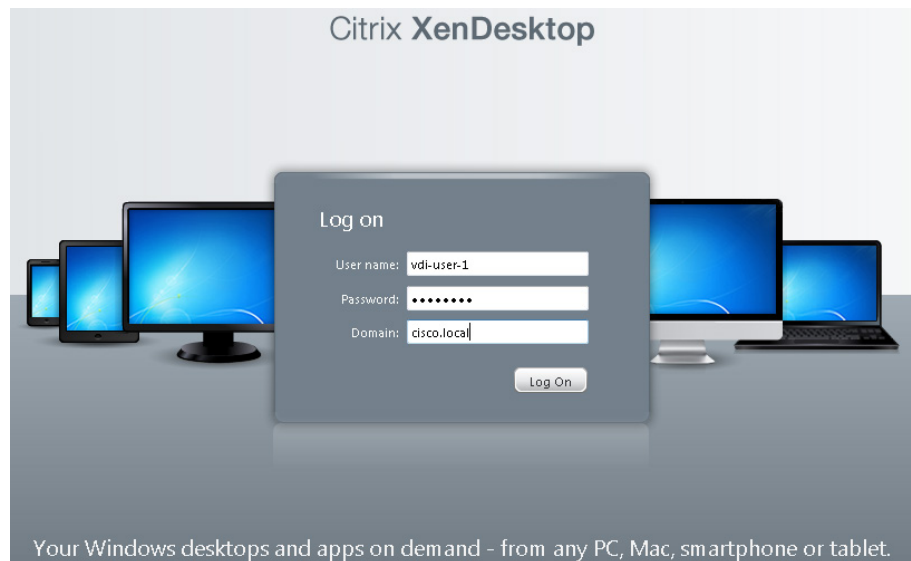 Citrix XenDesktop
Log on
User name: vdi-user-1
Password: ••••••••
Domain: cisco.local
Log On
Your Windows desktops and apps on demand - from any PC, Mac, smartphone or tablet.